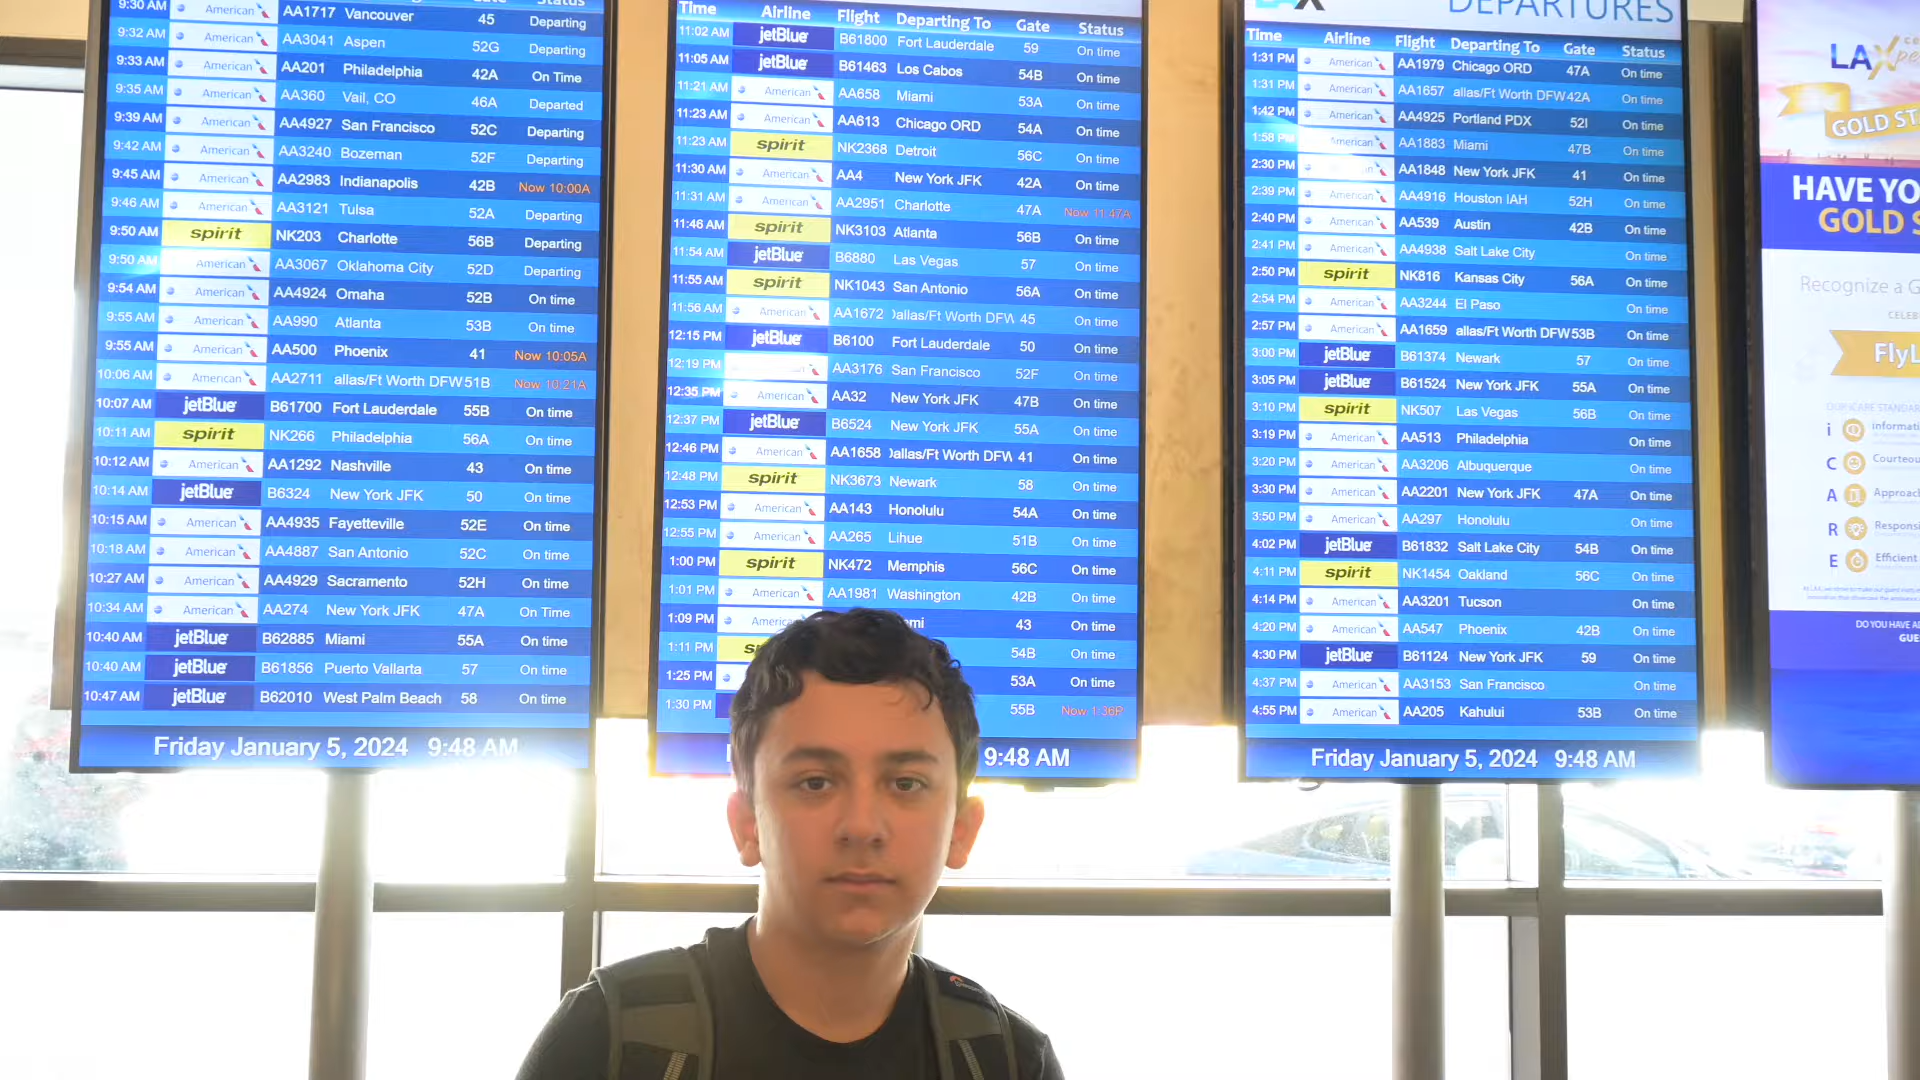 Status
9:30 AM American AA1717 Vancouver 45 Departing
9:32 AM American AA3041 Aspen 52G Departing
9:33 AM American AA201 Philadelphia 42A On Time
9:35 AM American AA360 Vail, CO 46A Departed
9:39 AM American AA4927 San Francisco 52C Departing
9:42 AM American AA3240 Bozeman 52F Departing
9:45 AM American AA2983 Indianapolis 42B Now 10:00A
9:46 AM American AA3121 Tulsa 52A Departing
9:50 AM spirit NK203 Charlotte 56B Departing
9:50 AM American AA3067 Oklahoma City 52D Departing
9:54 AM American AA4924 Omaha 52B On time
9:55 AM American AA990 Atlanta 53B On time
9:55 AM American AA500 Phoenix 41 Now 10:05A
10:06 AM American AA2711 allas/Ft Worth DFW 51B Now 10:21A
10:07 AM jetBlue B61700 Fort Lauderdale 55B On time
10:11 AM spirit NK266 Philadelphia 56A On time
10:12 AM American AA1292 Nashville 43 On time
10:14 AM jetBlue B6324 New York JFK 50 On time
10:15 AM American AA4935 Fayetteville 52E On time
10:18 AM American AA4887 San Antonio 52C On time
10:27 AM American AA4929 Sacramento 52H On time
10:34 AM American AA274 New York JFK 47A On Time
10:40 AM jetBlue B62885 Miami 55A On time
10:40 AM jetBlue B61856 Puerto Vallarta 57 On time
10:47 AM jetBlue B62010 West Palm Beach 58 On time
Friday January 5, 2024 9:48 AM
Time Airline Flight Departing To Gate Status
11:02 AM jetBlue B61800 Fort Lauderdale 59 On time
11:05 AM jetBlue B61463 Los Cabos 54B On time
11:21 AM American AA658 Miami 53A On time
11:23 AM American AA613 Chicago ORD 54A On time
11:23 AM spirit NK2368 Detroit 56C On time
11:30 AM American AA4 New York JFK 42A On time
11:31 AM American AA2951 Charlotte 47A Now 11:47A
11:46 AM spirit NK3103 Atlanta 56B On time
11:54 AM jetBlue B6880 Las Vegas 57 On time
11:55 AM spirit NK1043 San Antonio 56A On time
11:56 AM American AA1672 allas/Ft Worth DFW 45 On time
12:15 PM jetBlue B6100 Fort Lauderdale 50 On time
12:19 PM AA3176 San Francisco 52F On time
12:35 PM American AA32 New York JFK 47B On time
12:37 PM jetBlue B6524 New York JFK 55A On time
12:46 PM American AA1658 allas/Ft Worth DFW 41 On time
12:48 PM spirit NK3673 Newark 58 On time
12:53 PM American AA143 Honolulu 54A On time
12:55 PM American AA265 Lihue 51B On time
1:00 PM spirit NK472 Memphis 56C On time
1:01 PM American AA1981 Washington 42B On time
1:09 PM America mi 43 On time
1:11 PM s 54B On time
1:25 PM 53A On time
1:30 PM 55B Now 1:36P
9:48 AM
LAX DEPARTURES
Time Airline Flight Departing To Gate Status
1:31 PM American AA1979 Chicago ORD 47A On time
1:31 PM American AA1657 allas/Ft Worth DFW 42A On time
1:42 PM American AA4925 Portland PDX 52I On time
1:58 PM American AA1883 Miami 47B On time
2:30 PM AA1848 New York JFK 41 On time
2:39 PM American AA4916 Houston IAH 52H On time
2:40 PM American AA539 Austin 42B On time
2:41 PM American AA4938 Salt Lake City On time
2:50 PM spirit NK816 Kansas City 56A On time
2:54 PM American AA3244 El Paso On time
2:57 PM American AA1659 allas/Ft Worth DFW 53B On time
3:00 PM jetBlue B61374 Newark 57 On time
3:05 PM jetBlue B61524 New York JFK 55A On time
3:10 PM spirit NK507 Las Vegas 56B On time
3:19 PM American AA513 Philadelphia On time
3:20 PM American AA3206 Albuquerque On time
3:30 PM American AA2201 New York JFK 47A On time
3:50 PM American AA297 Honolulu On time
4:02 PM jetBlue B61832 Salt Lake City 54B On time
4:11 PM spirit NK1454 Oakland 56C On time
4:14 PM American AA3201 Tucson On time
4:20 PM American AA547 Phoenix 42B On time
4:30 PM jetBlue B61124 New York JFK 59 On time
4:37 PM American AA3153 San Francisco On time
4:55 PM American AA205 Kahului 53B On time
Friday January 5, 2024 9:48 AM
LAX
GOLD ST
HAVE YO
GOLD S
Recognize a G
CELEB
FlyL
OUR ICARE STANDAR
i informati
C Courteou
A Approach
R Responsi
E Efficient
DO YOU HAVE A
GUE